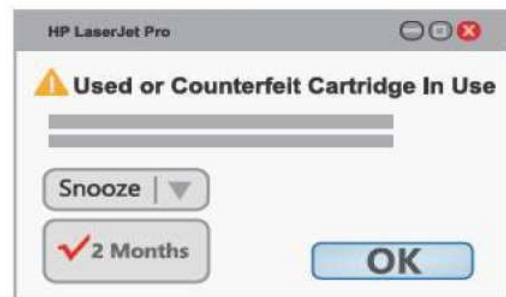 HP LaserJet Pro
Used or Counterfeit Cartridge In Use
Snooze
2 Months
OK